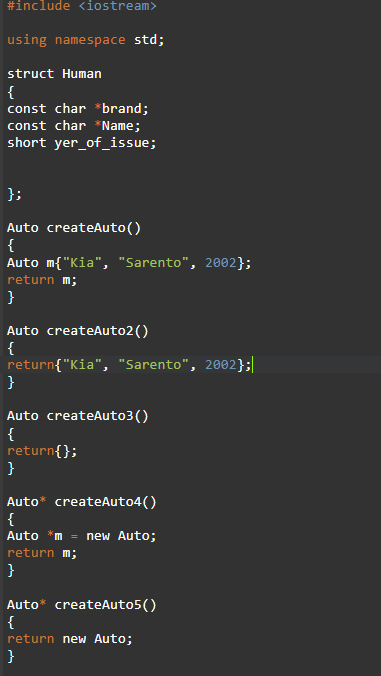 #include <iostream>
using namespace std;
struct Human
{
const char *brand;
const char *Name;
short yer_of_issue;
};
Auto createAuto()
{
Auto m{"Kia", "Sarento", 2002};
return m;
}
Auto createAuto2()
{
return{"Kia", "Sarento", 2002};
}
Auto createAuto3()
{
return{};
}
Auto* createAuto4()
{
Auto *m = new Auto;
return m;
}
Auto* createAuto5()
{
return new Auto;
}